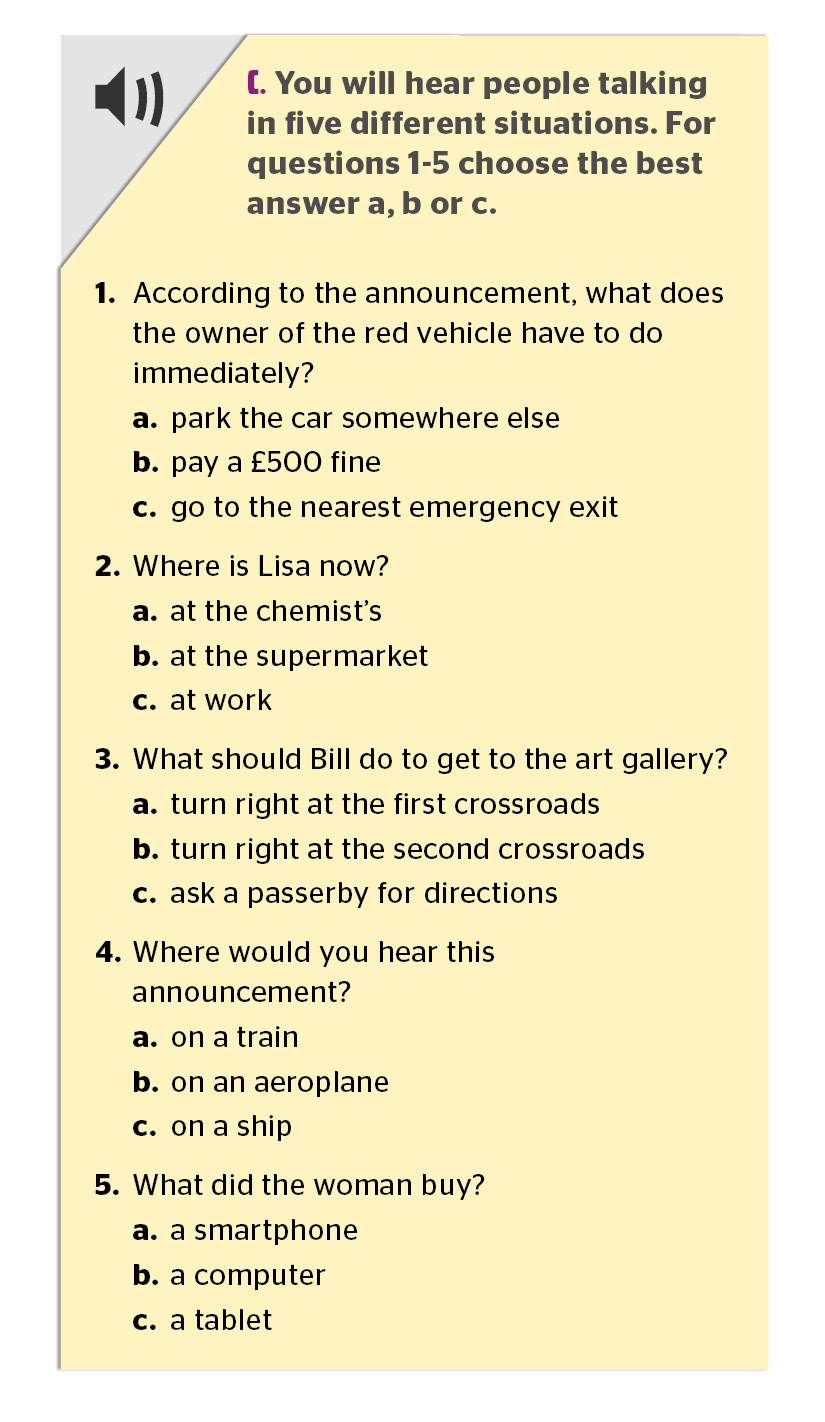 C. You will hear people talking
in five different situations. For
questions 1-5 choose the best
answer a, b or c.
1. According to the announcement, what does
the owner of the red vehicle have to do
immediately?
a. park the car somewhere else
b. pay a £500 fine
c. go to the nearest emergency exit
2. Where is Lisa now?
a. at the chemist’s
b. at the supermarket
c. at work
3. What should Bill do to get to the art gallery?
a. turn right at the first crossroads
b. turn right at the second crossroads
c. ask a passerby for directions
4. Where would you hear this
announcement?
a. on a train
b. on an aeroplane
c. on a ship
5. What did the woman buy?
a. a smartphone
b. a computer
c. a tablet